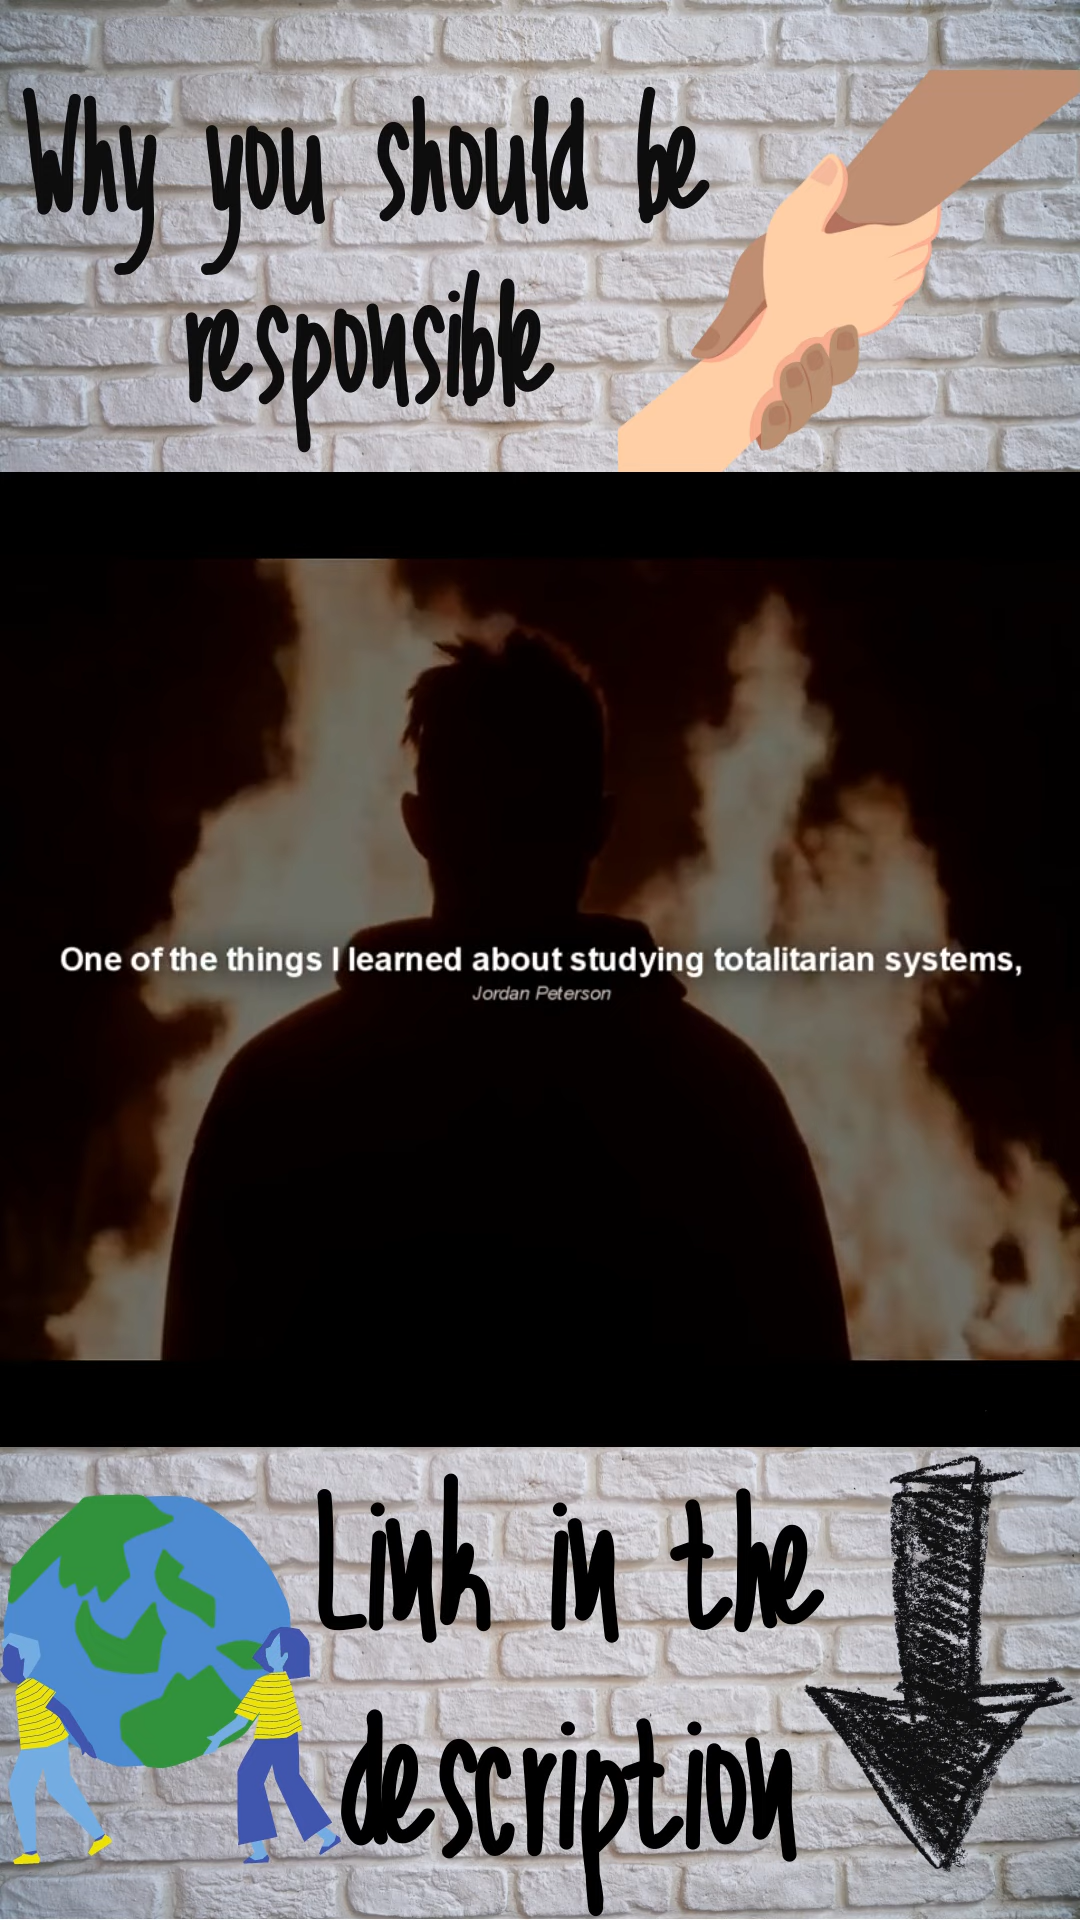 Why you should be
responsible
One of the things I learned about studying totalitarian systems,
Jordan Peterson
Link in the
description